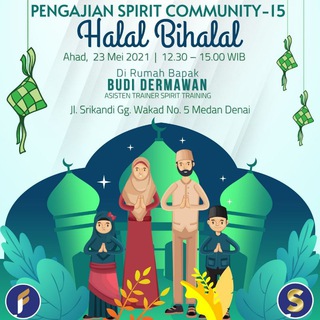 PENGAJIAN SPIRIT COMMUNITY-15
Halal Bihalal
Ahad, 23 Mei 2021 | 12.30 – 15.00 WIB
Di Rumah Bapak
BUDI DERMAWAN
ASISTEN TRAINER SPIRIT TRAINING
Jl. Srikandi Gg. Wakad No. 5 Medan Denai
S